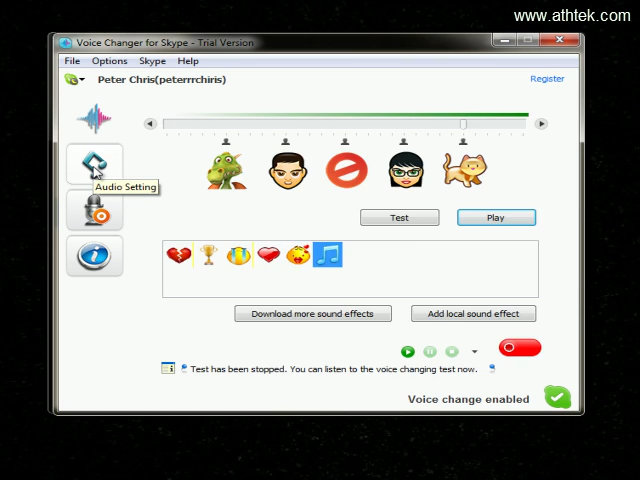 www.athtek.com
Voice Changer for Skype - Trial Version
File Options Skype Help
Peter Chris(peterrrchiris)
Register
Audio Setting
Test
Play
Download more sound effects
Add local sound effect
Test has been stopped. You can listen to the voice changing test now.
Voice change enabled